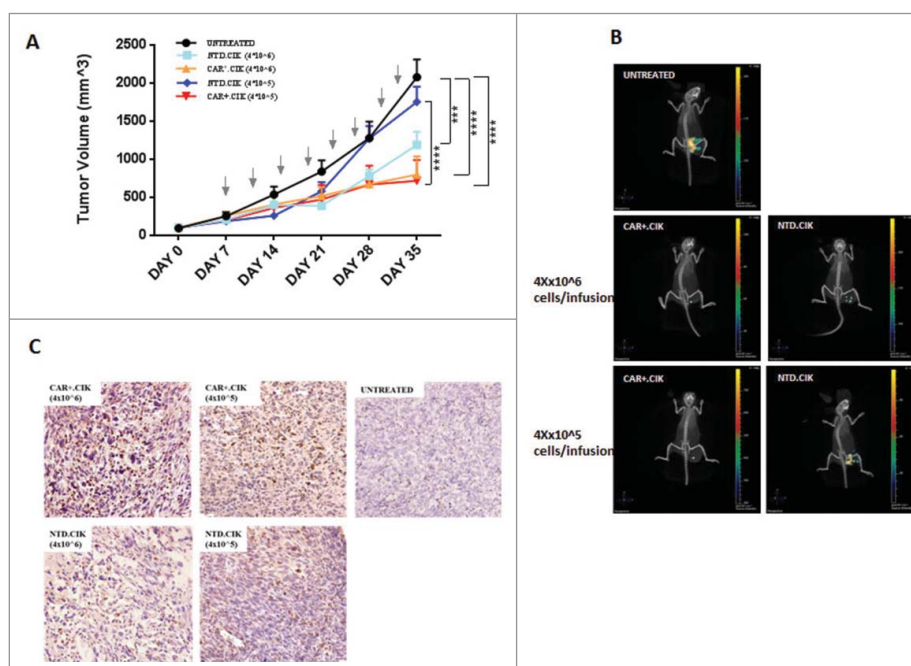 A
Tumor Volume (mm^3)
2500
2000
1500
1000
500
0
UNTREATED
NTD.CIK (4*10^6)
CAR+.CIK (4*10^6)
NTD.CIK (4*10^5)
CAR+.CIK (4*10^5)
***
****
****
****
DAY 0
DAY 7
DAY 14
DAY 21
DAY 28
DAY 35
B
UNTREATED
CAR+.CIK
NTD.CIK
4Xx10^6
cells/infusion
CAR+.CIK
NTD.CIK
4Xx10^5
cells/infusion
C
CAR+.CIK
(4x10^6)
CAR+.CIK
(4x10^5)
UNTREATED
NTD.CIK
(4x10^6)
NTD.CIK
(4x10^5)